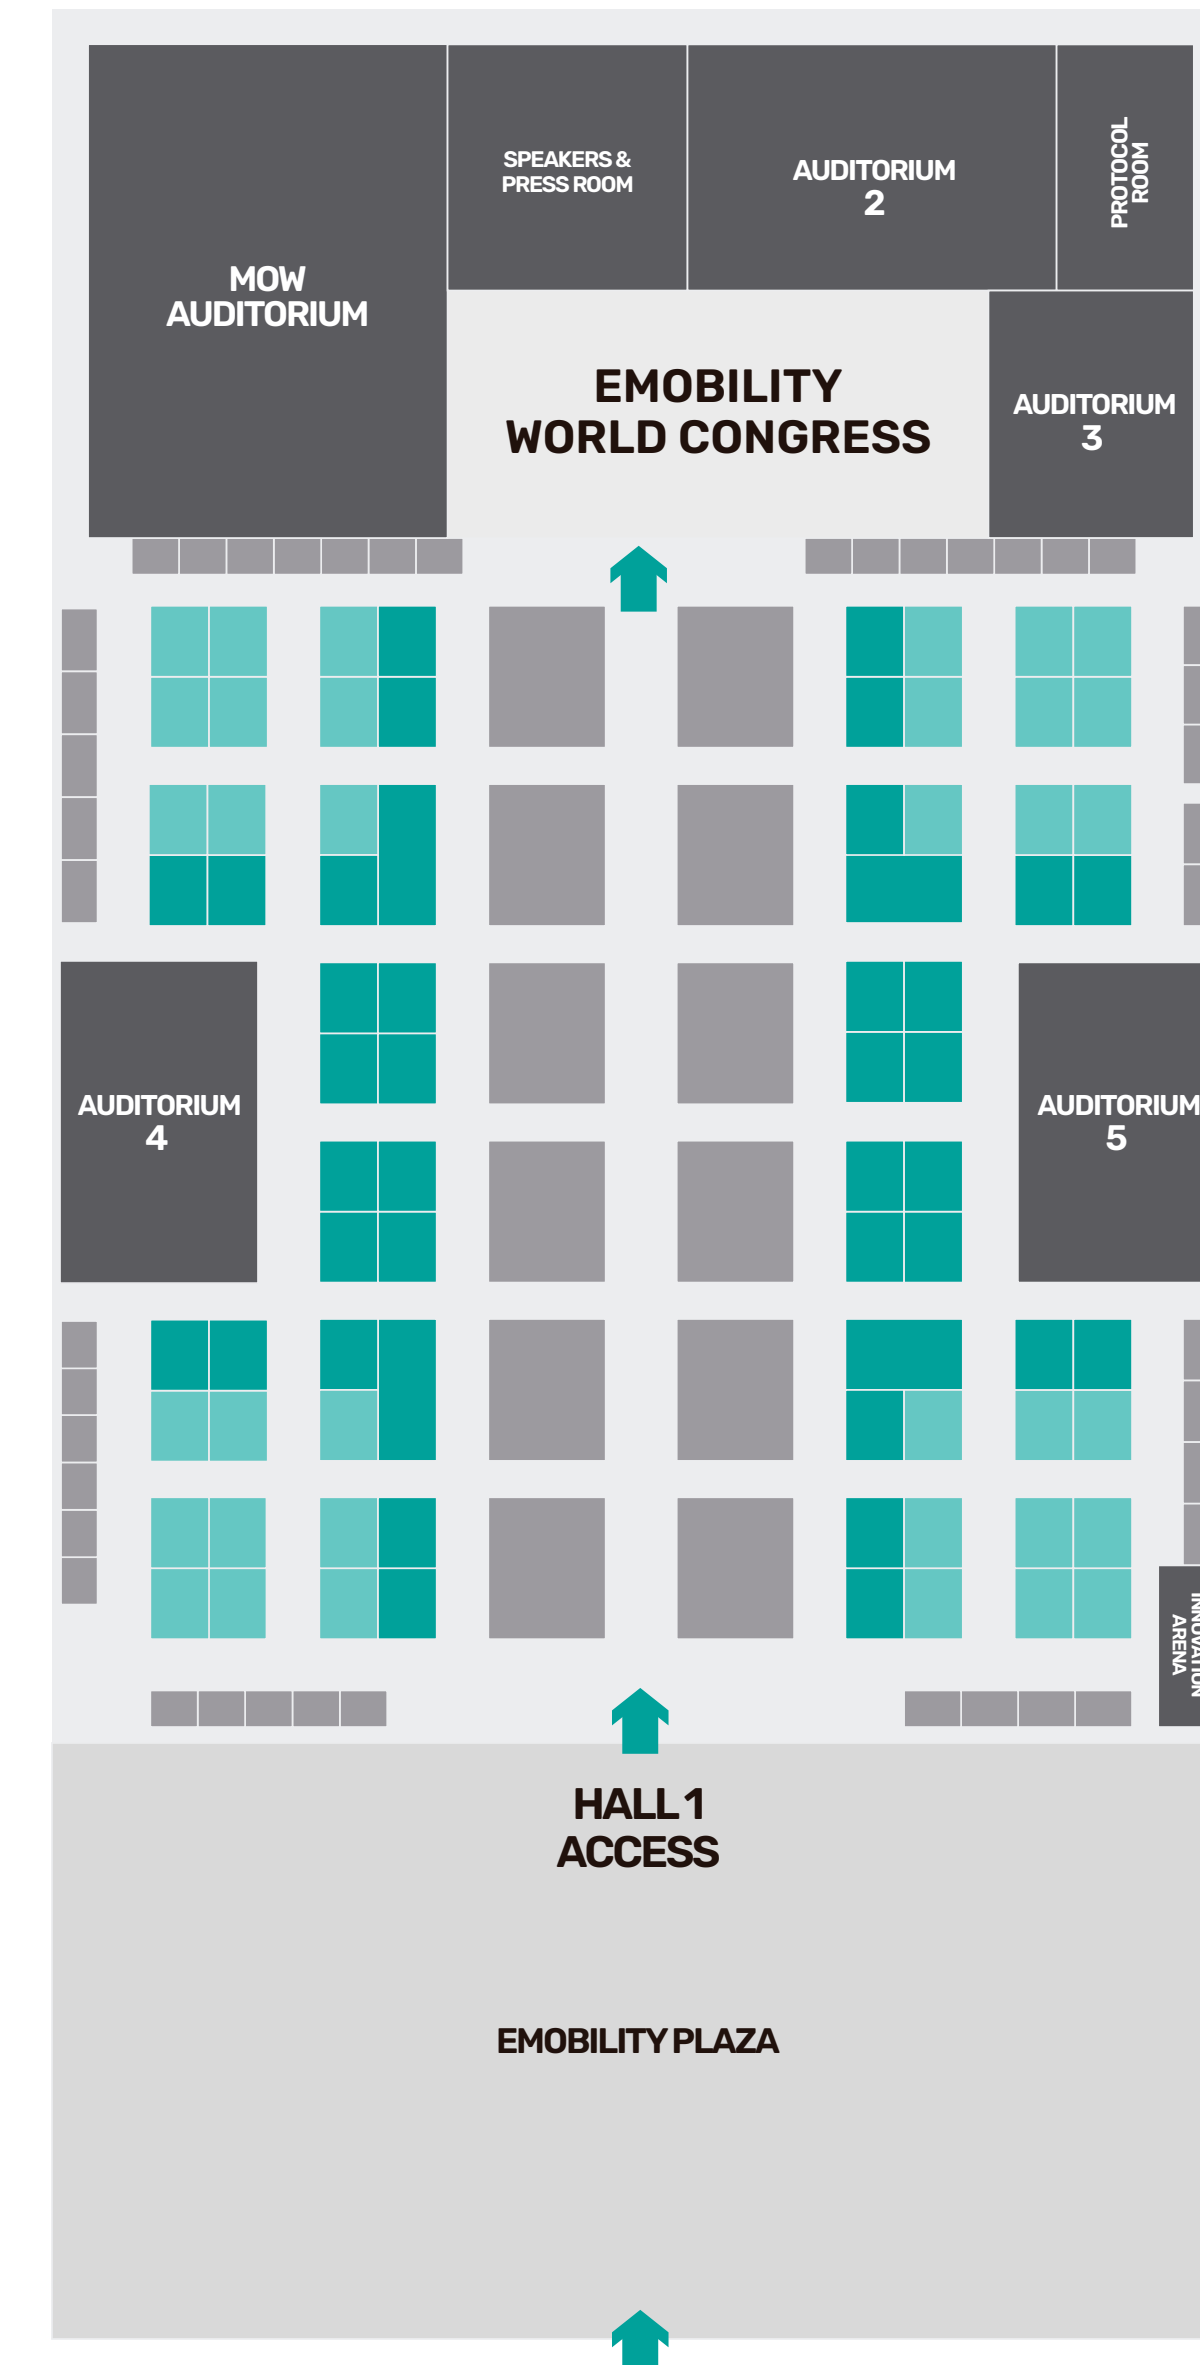 SPEAKERS &
PRESS ROOM
AUDITORIUM
2
PROTOCOL
ROOM
MOW
AUDITORIUM
EMOBILITY
WORLD CONGRESS
AUDITORIUM
3
AUDITORIUM
4
AUDITORIUM
5
INNOVATION
ARENA
HALL 1
ACCESS
EMOBILITY PLAZA